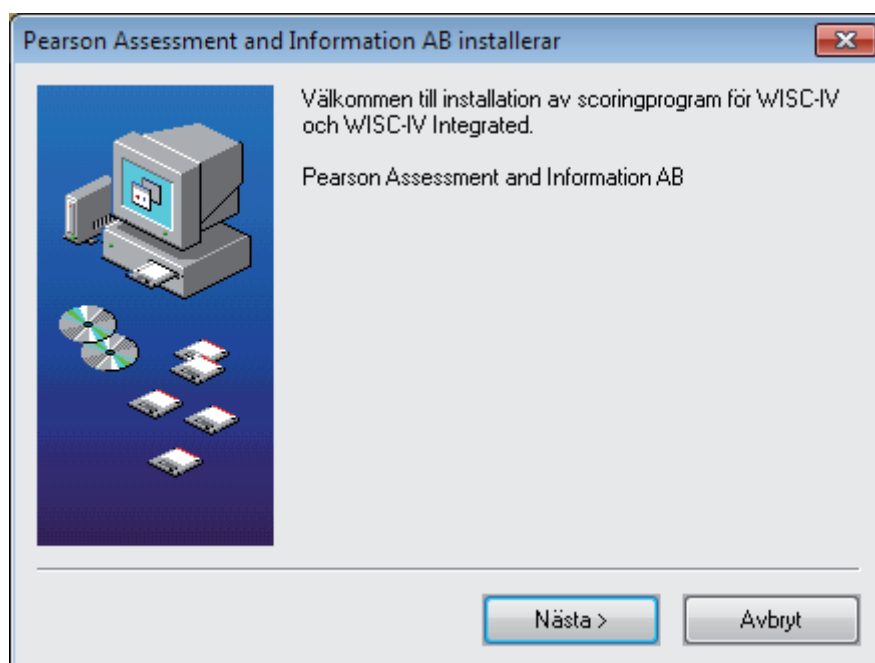 Pearson Assessment and Information AB installerar
Välkommen till installation av scoringprogram för WISC-IV
och WISC-IV Integrated.
Pearson Assessment and Information AB
Nästa >
Avbryt